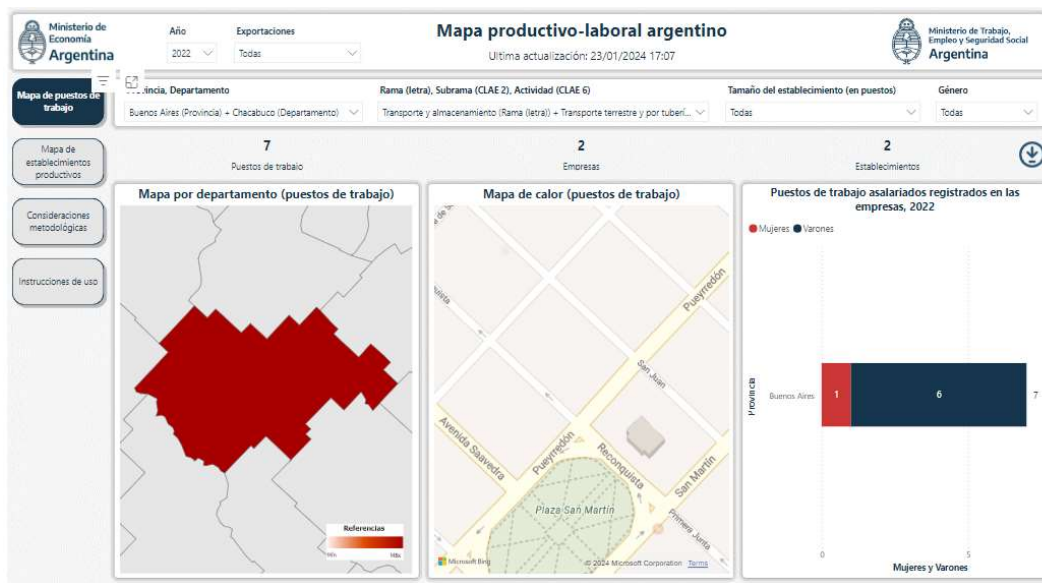 Ministerio de
Economía
Argentina
Año
2022
Exportaciones
Todas
Mapa productivo-laboral argentino
Ultima actualización: 23/01/2024 17:07
Ministerio de Trabajo,
Empleo y Seguridad Social
Argentina
Mapa de puestos de
trabajo
Mapa de
establecimientos
productivos
Consideraciones
metodológicas
Instrucciones de uso
Provincia, Departamento
Buenos Aires (Provincia) + Chacabuco (Departamento)
Rama (letra), Subrama (CLAE 2), Actividad (CLAE 6)
Transporte y almacenamiento (Rama (letra)) + Transporte terrestre y por tuberí...
Tamaño del establecimiento (en puestos)
Todas
Género
Todas
7
Puestos de trabajo
2
Empresas
2
Establecimientos
Mapa por departamento (puestos de trabajo)
Referencias
Mín.
Máx.
Mapa de calor (puestos de trabajo)
Pueyrredón
San Juan
Avenida Saavedra
Pueyrredón
Reconquista
San Martín
Plaza San Martín
Primera Junta
Microsoft Bing
© 2024 Microsoft Corporation Terms
Puestos de trabajo asalariados registrados en las
empresas, 2022
Mujeres Varones
Provincia
Buenos Aires
1
6
7
0
5
Mujeres y Varones